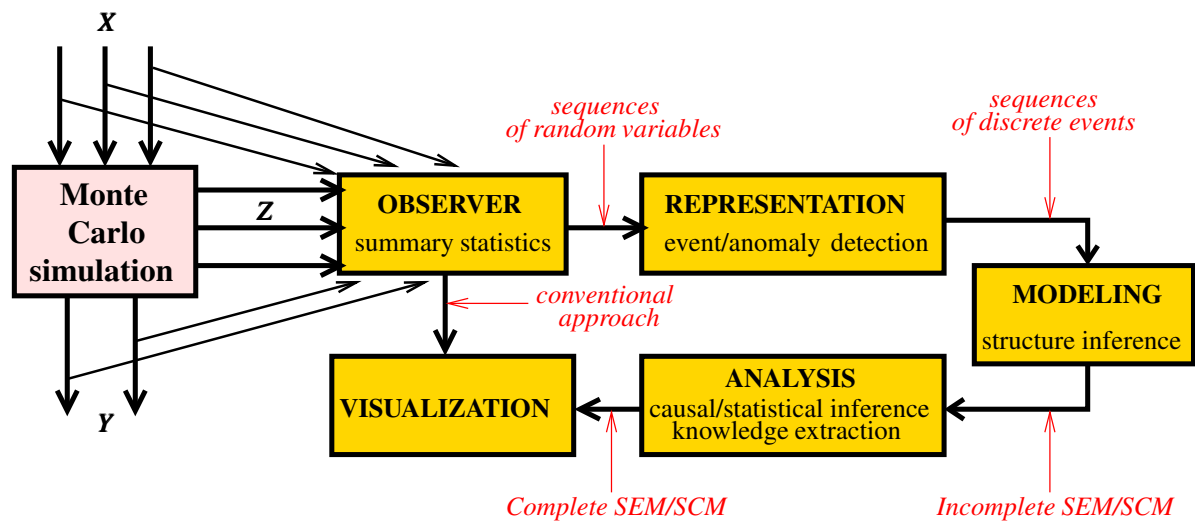 X
sequences
of random variables
sequences
of discrete events
Monte
Carlo
simulation
Z
OBSERVER
summary statistics
REPRESENTATION
event/anomaly detection
MODELING
structure inference
conventional
approach
VISUALIZATION
ANALYSIS
causal/statistical inference
knowledge extraction
Y
Complete SEM/SCM
Incomplete SEM/SCM